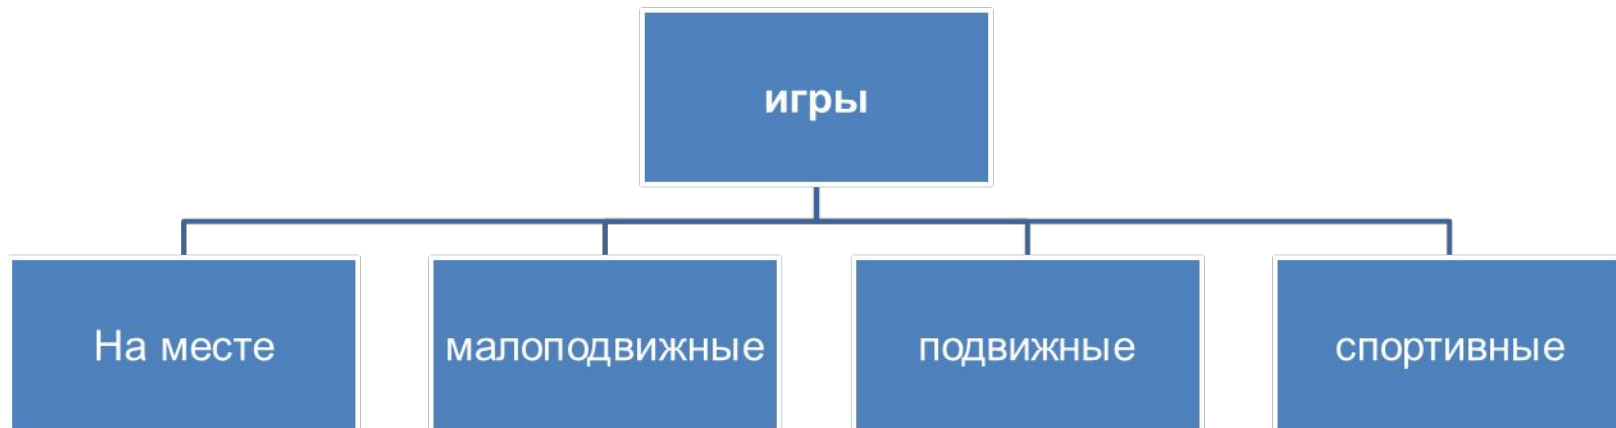 игры
На месте
малоподвижные
подвижные
спортивные